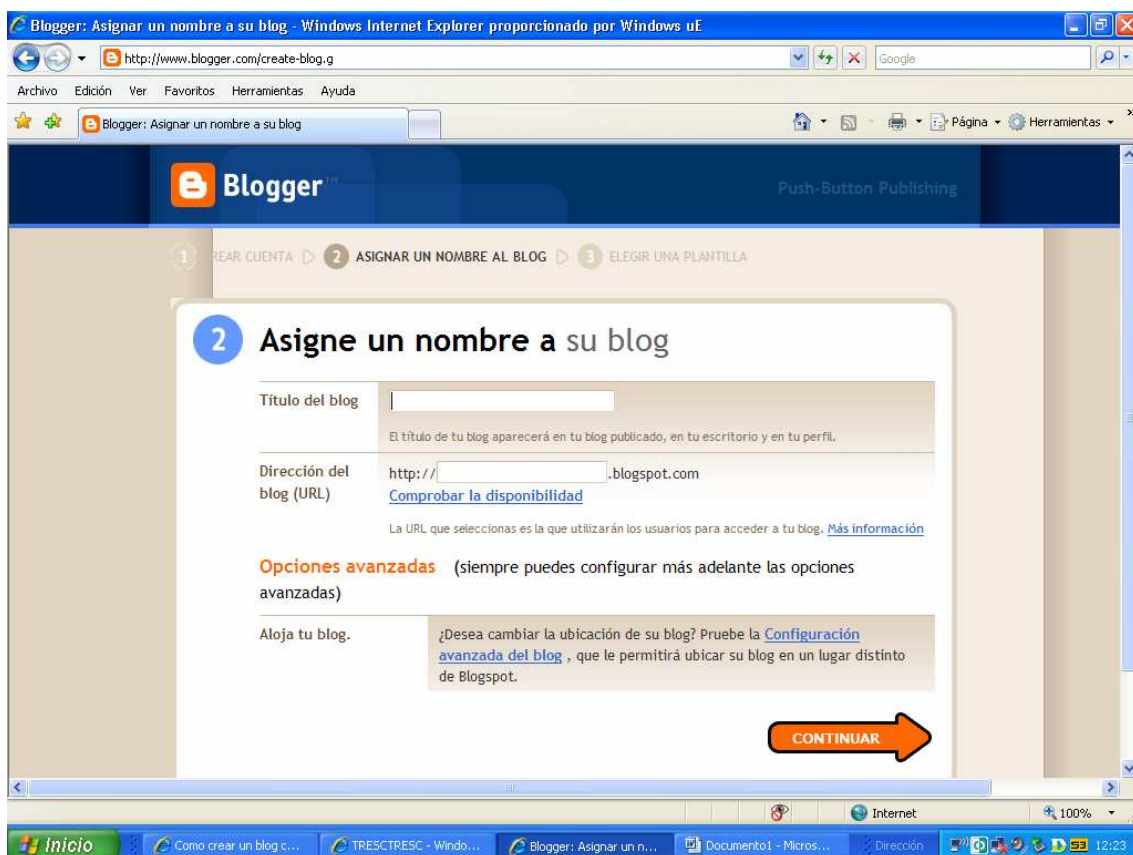 Blogger: Asignar un nombre a su blog - Windows Internet Explorer proporcionado por Windows uE
http://www.blogger.com/create-blog.g
Google
Archivo Edición Ver Favoritos Herramientas Ayuda
Blogger: Asignar un nombre a su blog
Página
Herramientas
Blogger™
Push-Button Publishing
1 REAR CUENTA 2 ASIGNAR UN NOMBRE AL BLOG 3 ELEGIR UNA PLANTILLA
2 Asigne un nombre a su blog
Título del blog
El título de tu blog aparecerá en tu blog publicado, en tu escritorio y en tu perfil.
Dirección del
blog (URL)
http:// .blogspot.com
Comprobar la disponibilidad
La URL que seleccionas es la que utilizarán los usuarios para acceder a tu blog. Más información
Opciones avanzadas (siempre puedes configurar más adelante las opciones
avanzadas)
Aloja tu blog.
¿Desea cambiar la ubicación de su blog? Pruebe la Configuración
avanzada del blog , que le permitirá ubicar su blog en un lugar distinto
de Blogspot.
CONTINUAR
Internet
100%
Inicio
Como crear un blog c...
TRESCTRESC - Windo...
Blogger: Asignar un n...
Documento1 - Micros...
Dirección
53
12:23